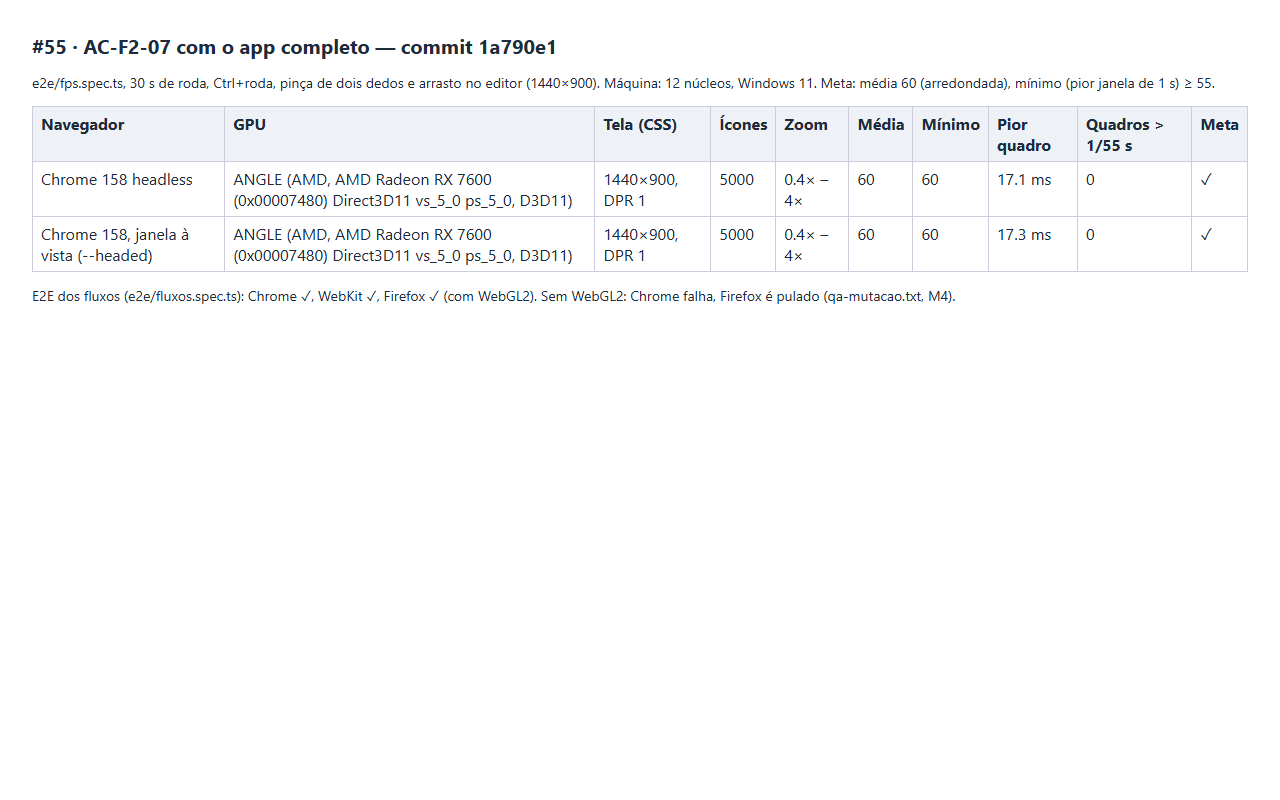 #55 · AC-F2-07 com o app completo — commit 1a790e1
e2e/fps.spec.ts, 30 s de roda, Ctrl+roda, pinça de dois dedos e arrasto no editor (1440×900). Máquina: 12 núcleos, Windows 11. Meta: média 60 (arredondada), mínimo (pior janela de 1 s) ≥ 55.
Navegador GPU Tela (CSS) Ícones Zoom Média Mínimo Pior quadro Quadros > 1/55 s Meta
Chrome 158 headless ANGLE (AMD, AMD Radeon RX 7600 (0x00007480) Direct3D11 vs_5_0 ps_5_0, D3D11) 1440×900, DPR 1 5000 0.4× – 4× 60 60 17.1 ms 0 ✓
Chrome 158, janela à vista (--headed) ANGLE (AMD, AMD Radeon RX 7600 (0x00007480) Direct3D11 vs_5_0 ps_5_0, D3D11) 1440×900, DPR 1 5000 0.4× – 4× 60 60 17.3 ms 0 ✓
E2E dos fluxos (e2e/fluxos.spec.ts): Chrome ✓, WebKit ✓, Firefox ✓ (com WebGL2). Sem WebGL2: Chrome falha, Firefox é pulado (qa-mutacao.txt, M4).